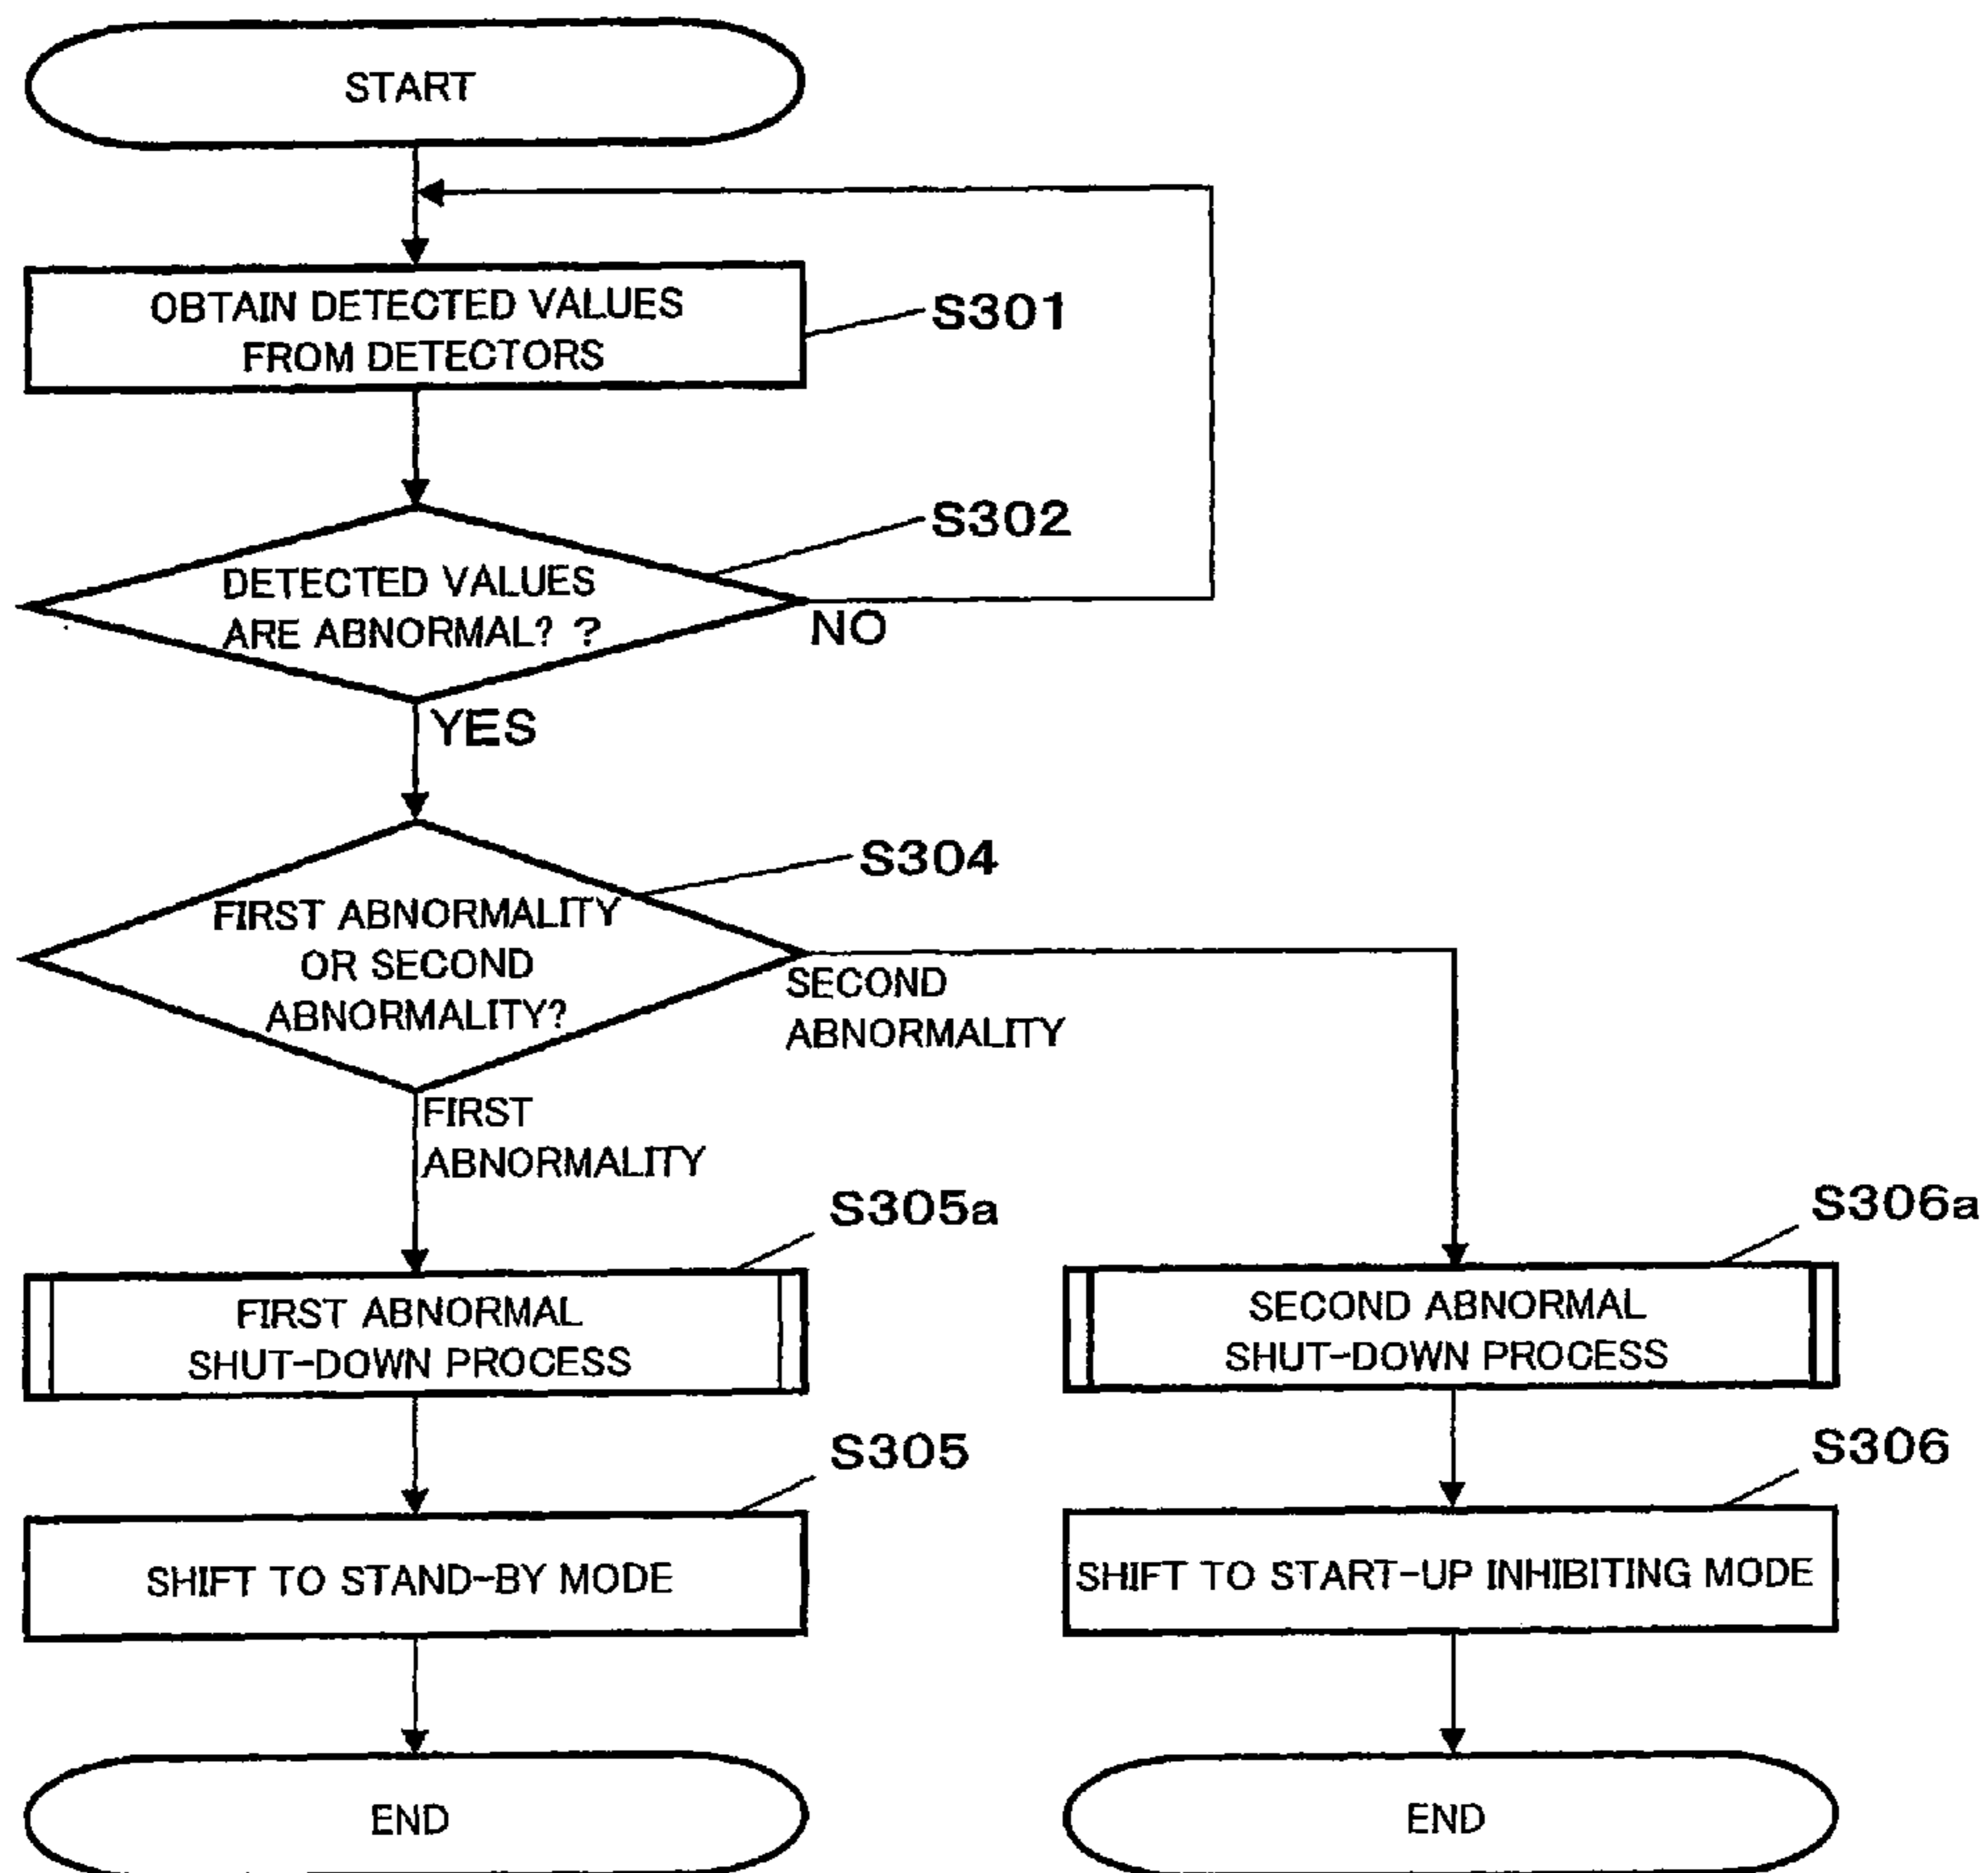 START
OBTAIN DETECTED VALUES
FROM DETECTORS
S301
DETECTED VALUES
ARE ABNORMAL? ?
S302
NO
YES
FIRST ABNORMALITY
OR SECOND
ABNORMALITY?
S304
SECOND
ABNORMALITY
FIRST
ABNORMALITY
S305a
FIRST ABNORMAL
SHUT-DOWN PROCESS
S306a
SECOND ABNORMAL
SHUT-DOWN PROCESS
S305
SHIFT TO STAND-BY MODE
S306
SHIFT TO START-UP INHIBITING MODE
END
END